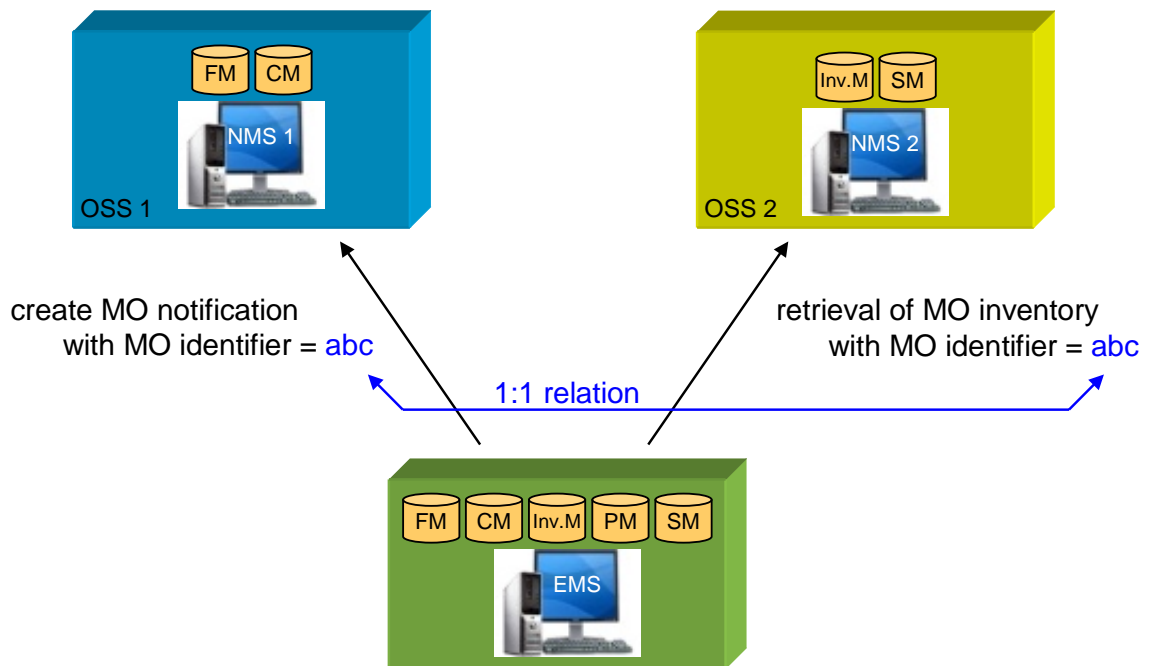 FM CM
NMS 1
OSS 1
Inv.M SM
NMS 2
OSS 2
create MO notification
with MO identifier = abc
retrieval of MO inventory
with MO identifier = abc
1:1 relation
FM CM Inv.M PM SM
EMS